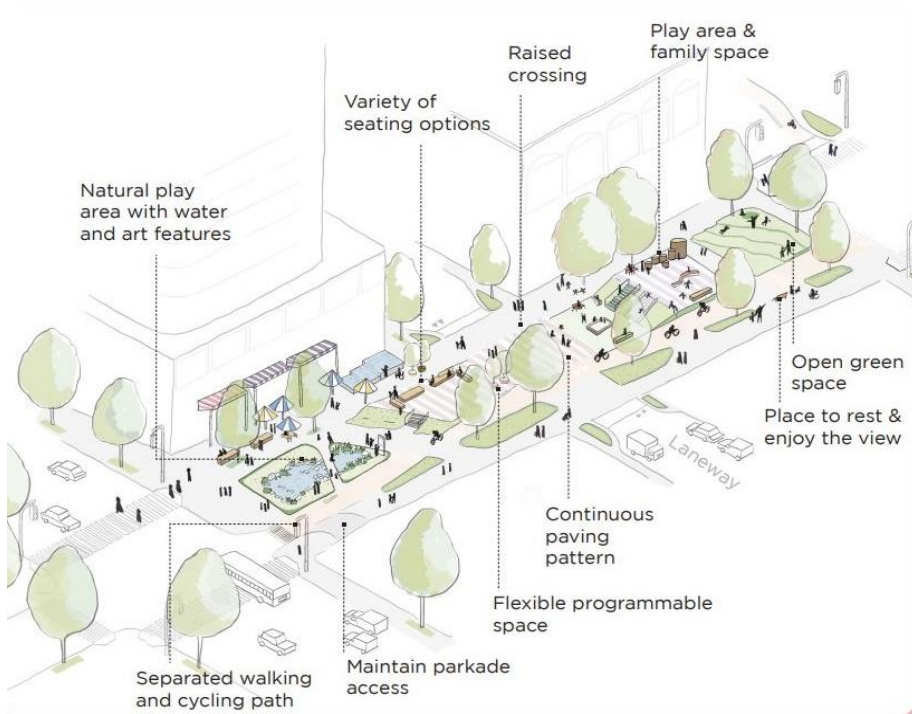 Play area &
family space
Raised
crossing
Variety of
seating options
Natural play
area with water
and art features
Open green
space
Place to rest &
enjoy the view
Laneway
Continuous
paving
pattern
Flexible programmable
space
Maintain parkade
access
Separated walking
and cycling path